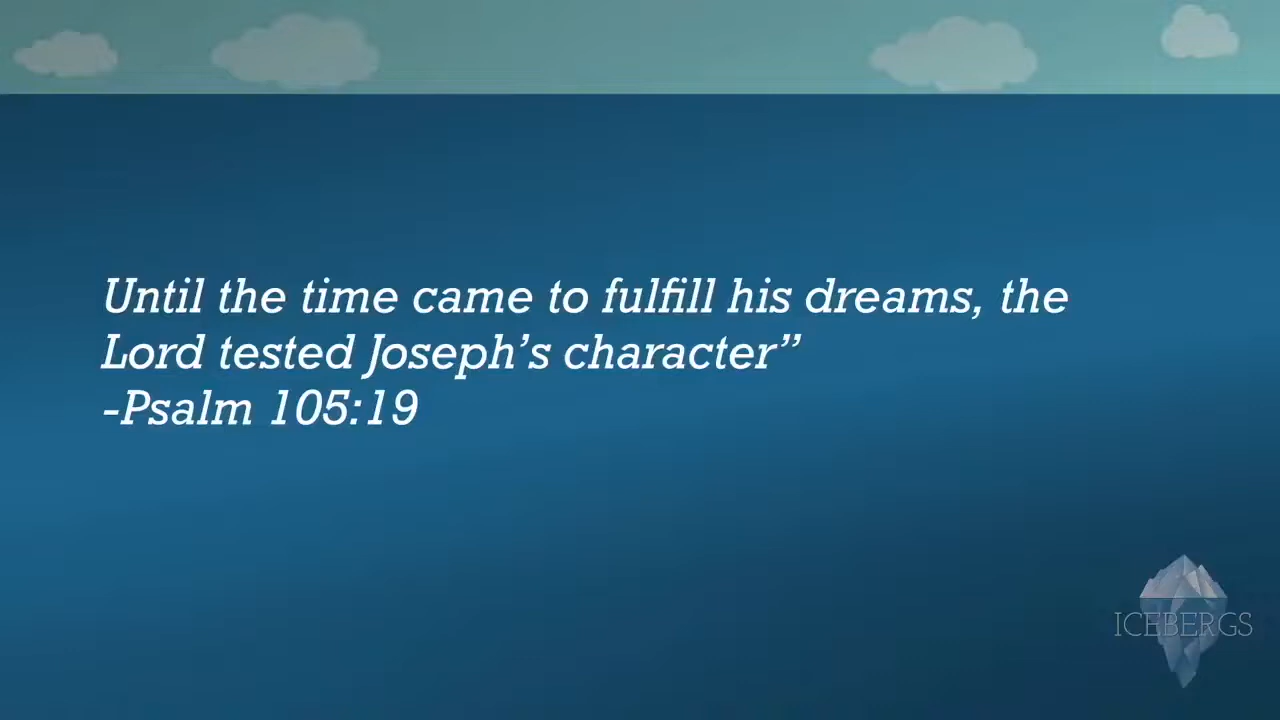 Until the time came to fulfill his dreams, the
Lord tested Joseph’s character”
-Psalm 105:19
ICEBERGS